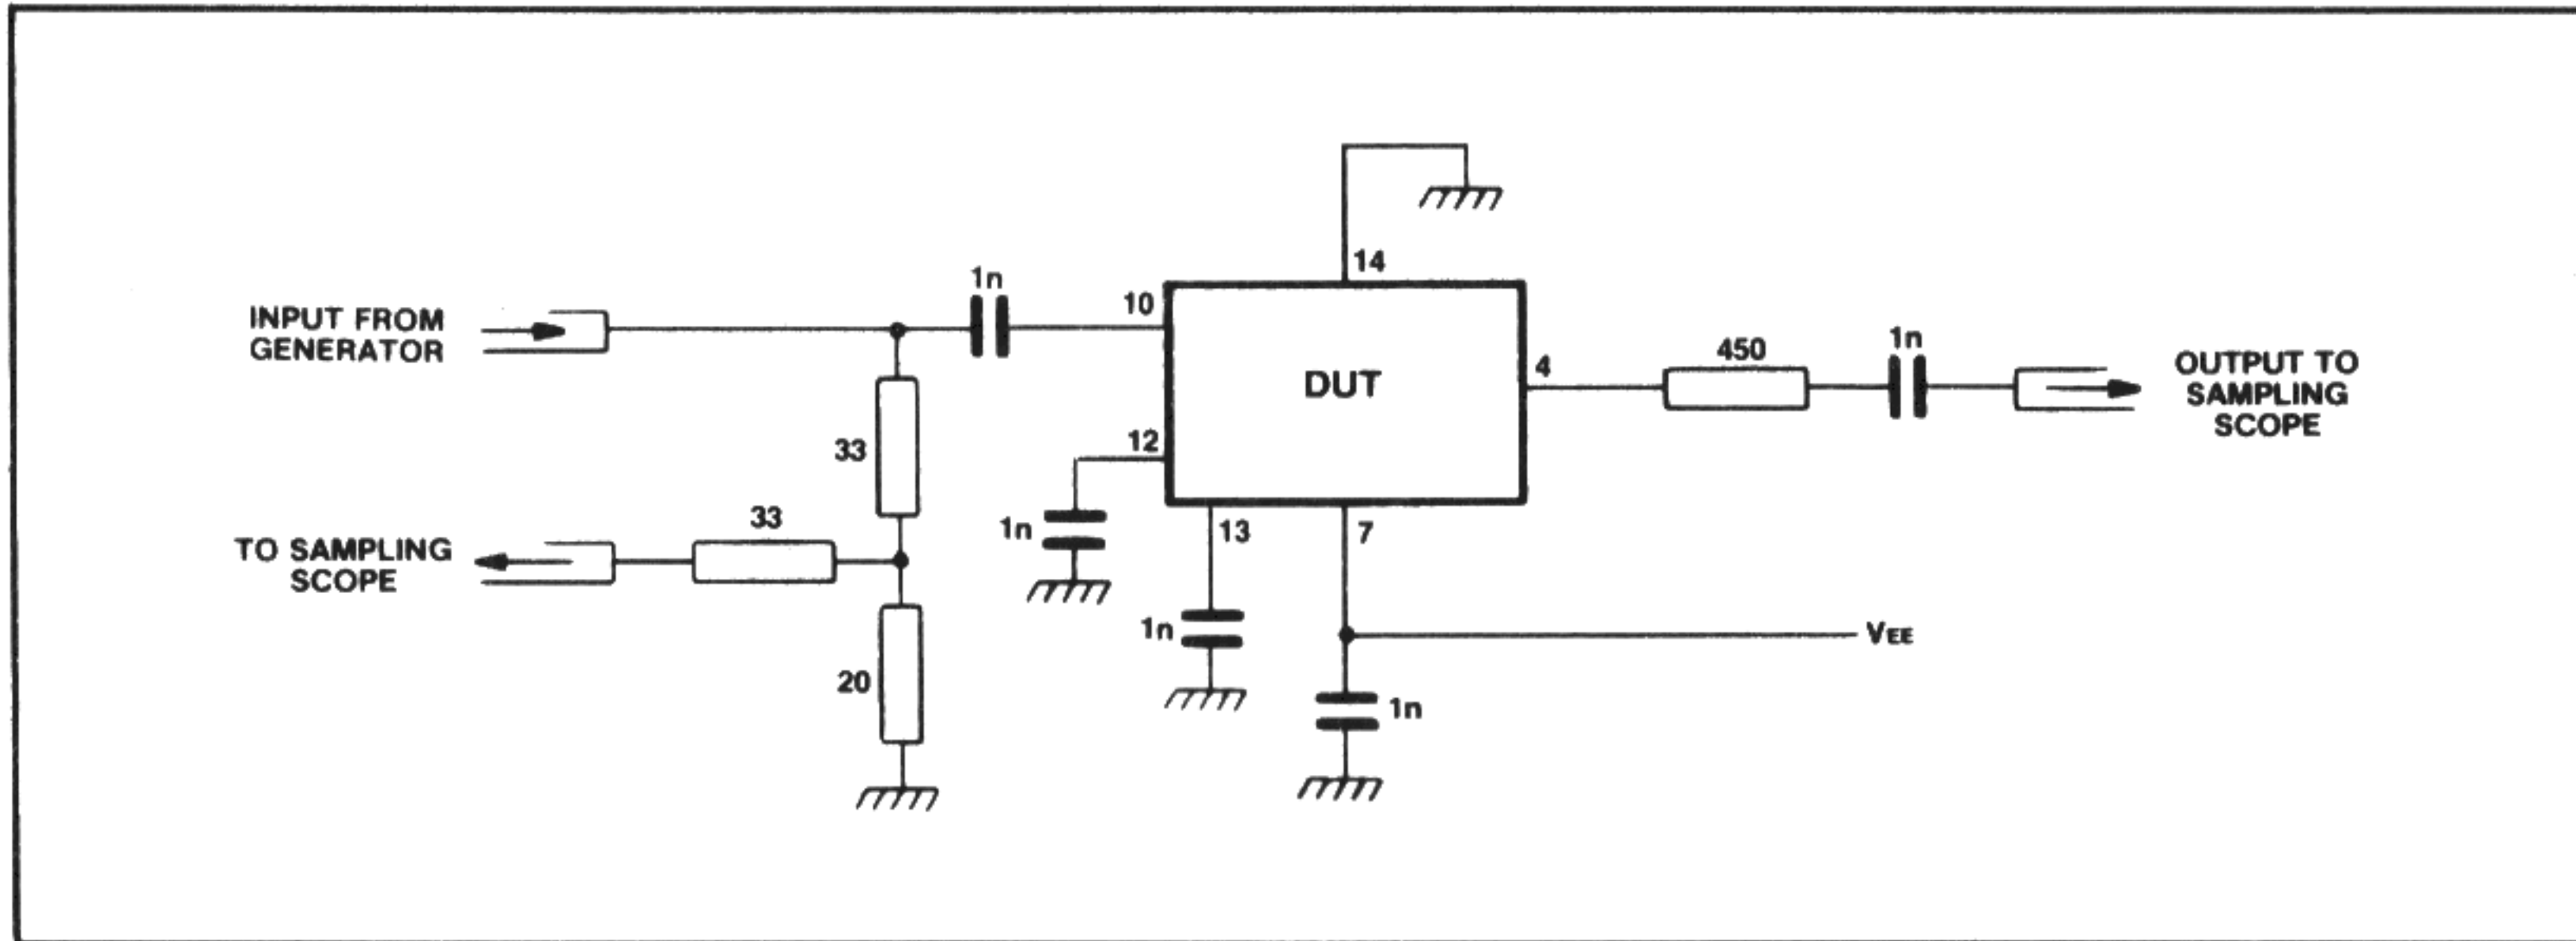 14
1n
10
INPUT FROM
GENERATOR
1n
450
4
OUTPUT TO
SAMPLING
SCOPE
DUT
33
12
33
1n
13
7
TO SAMPLING
SCOPE
1n
VEE
20
1n